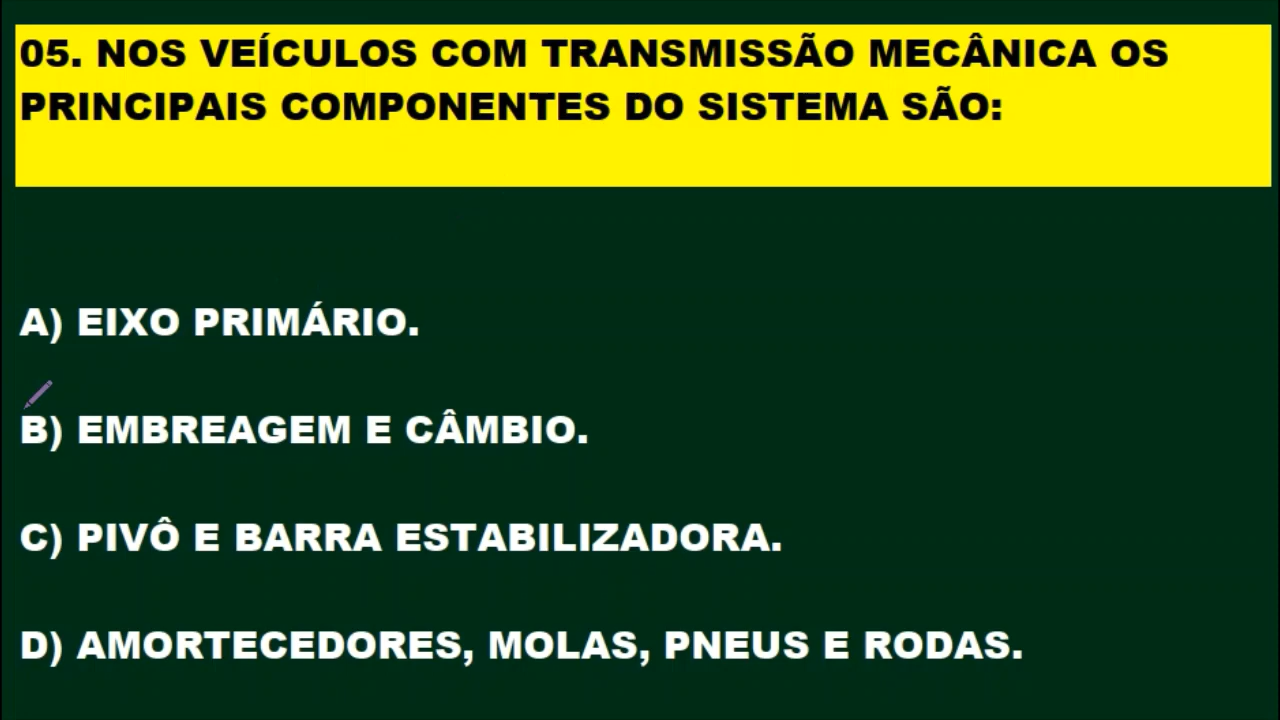 05. NOS VEÍCULOS COM TRANSMISSÃO MECÂNICA OS
PRINCIPAIS COMPONENTES DO SISTEMA SÃO:
A) EIXO PRIMÁRIO.
B) EMBREAGEM E CÂMBIO.
C) PIVÔ E BARRA ESTABILIZADORA.
D) AMORTECEDORES, MOLAS, PNEUS E RODAS.